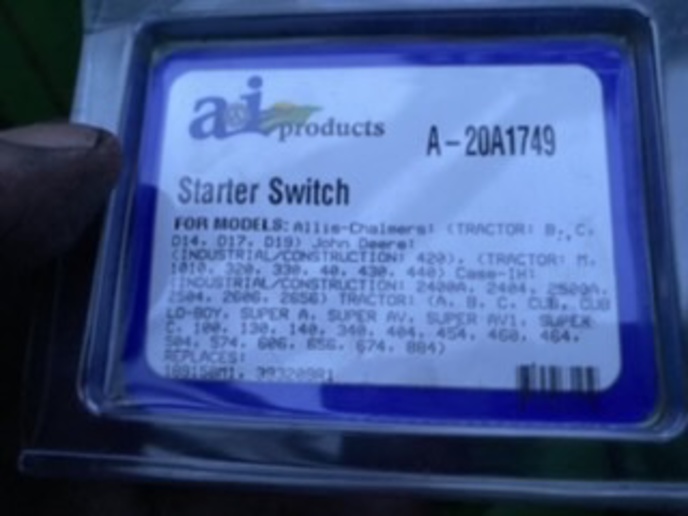 a&i products
A-20A1749
Starter Switch
FOR MODELS: Allis-Chalmers: (TRACTOR: B, C,
D14, D17, D19) John Deere:
(INDUSTRIAL/CONSTRUCTION: 420), (TRACTOR: M,
1010, 320, 330, 40, 430, 440) Case-IH:
(INDUSTRIAL/CONSTRUCTION: 2400A, 2404, 2500A,
2504, 2606, 2656) TRACTOR: (A, B, C, CUB, CUB
LO-BOY, SUPER A, SUPER AV, SUPER AV1, SUPER
C, 100, 130, 140, 340, 404, 454, 460, 464,
504, 574, 606, 656, 674, 884)
REPLACES: